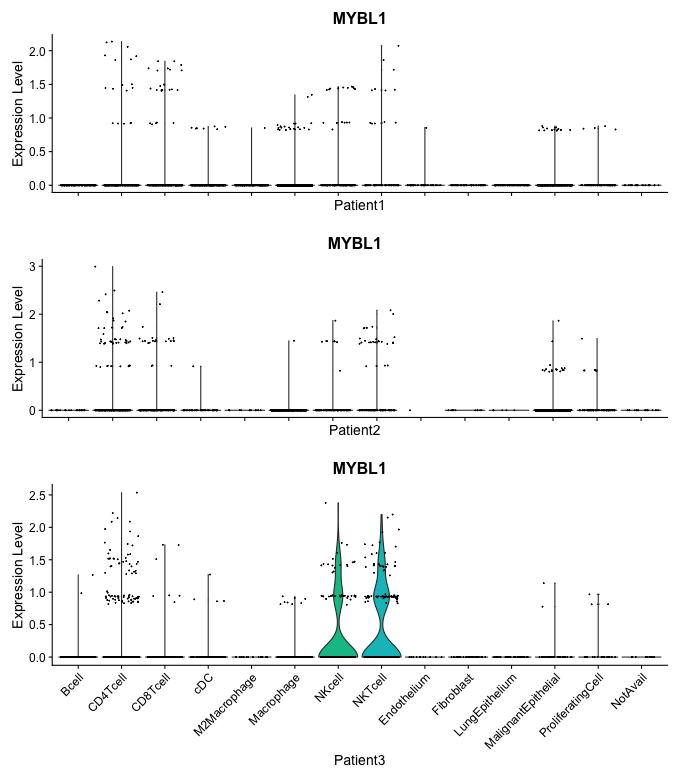 MYBL1
Expression Level
2.0
1.5
1.0
0.5
0.0
Patient1
MYBL1
Expression Level
3
2
1
0
Patient2
MYBL1
Expression Level
2.5
2.0
1.5
1.0
0.5
0.0
Bcell
CD4Tcell
CD8Tcell
cDC
M2Macrophage
Macrophage
NKcell
NKTcell
Endothelium
Fibroblast
LungEpithelium
MalignantEpithelial
ProliferatingCell
NotAvail
Patient3